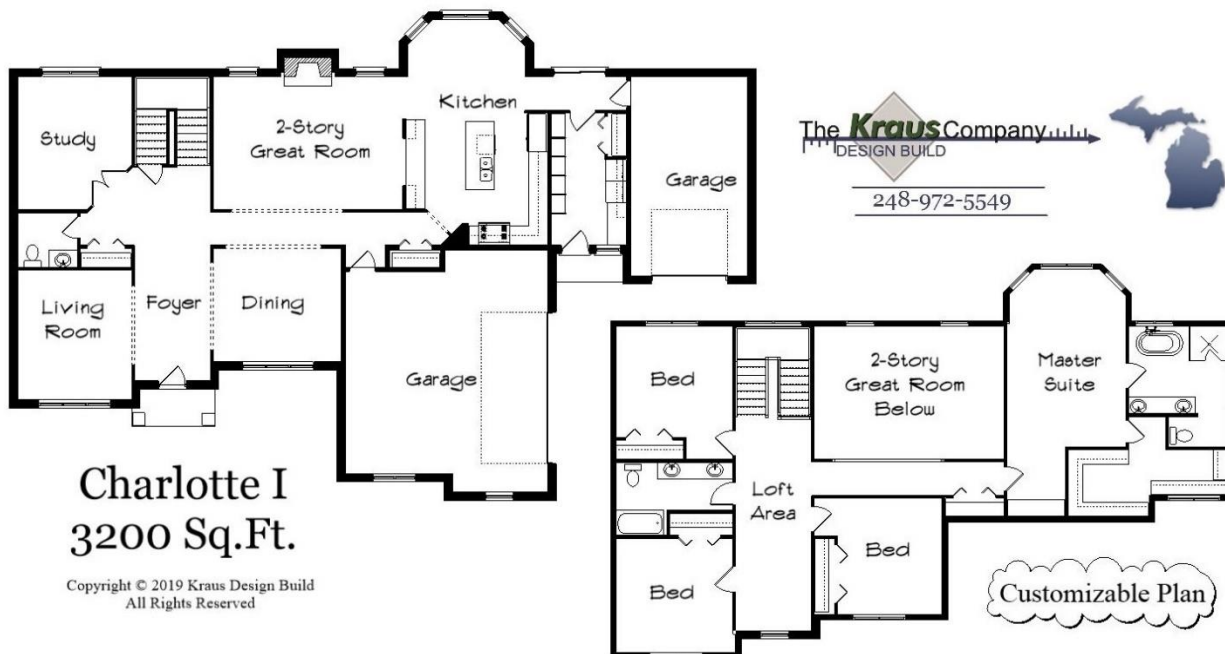 Study
2-Story
Great Room
Kitchen
Garage
Living
Room
Foyer
Dining
Garage
The Kraus Company
DESIGN BUILD
248-972-5549
Bed
2-Story
Great Room
Below
Master
Suite
Loft
Area
Bed
Bed
Charlotte I
3200 Sq.Ft.
Copyright © 2019 Kraus Design Build
All Rights Reserved
Customizable Plan